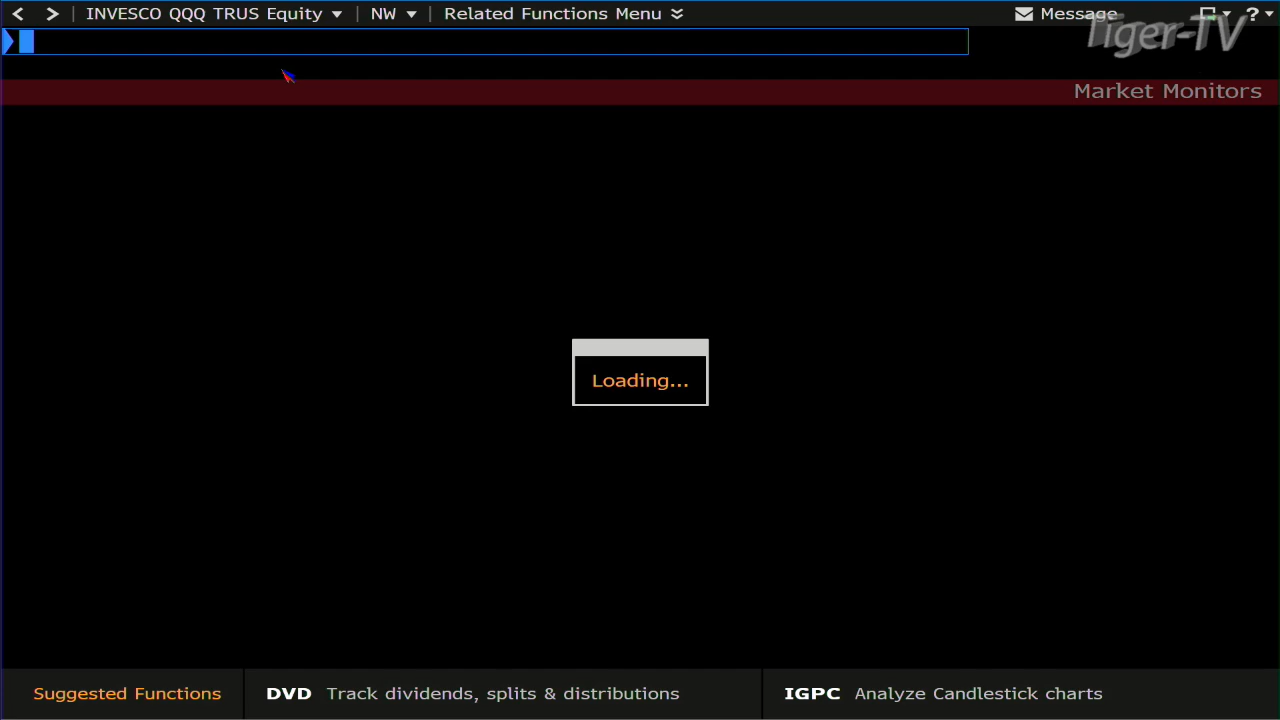 INVESCO QQQ TRUS Equity NW Related Functions Menu Message ?
Tiger-TV
Market Monitors
Loading...
Suggested Functions DVD Track dividends, splits & distributions IGPC Analyze Candlestick charts